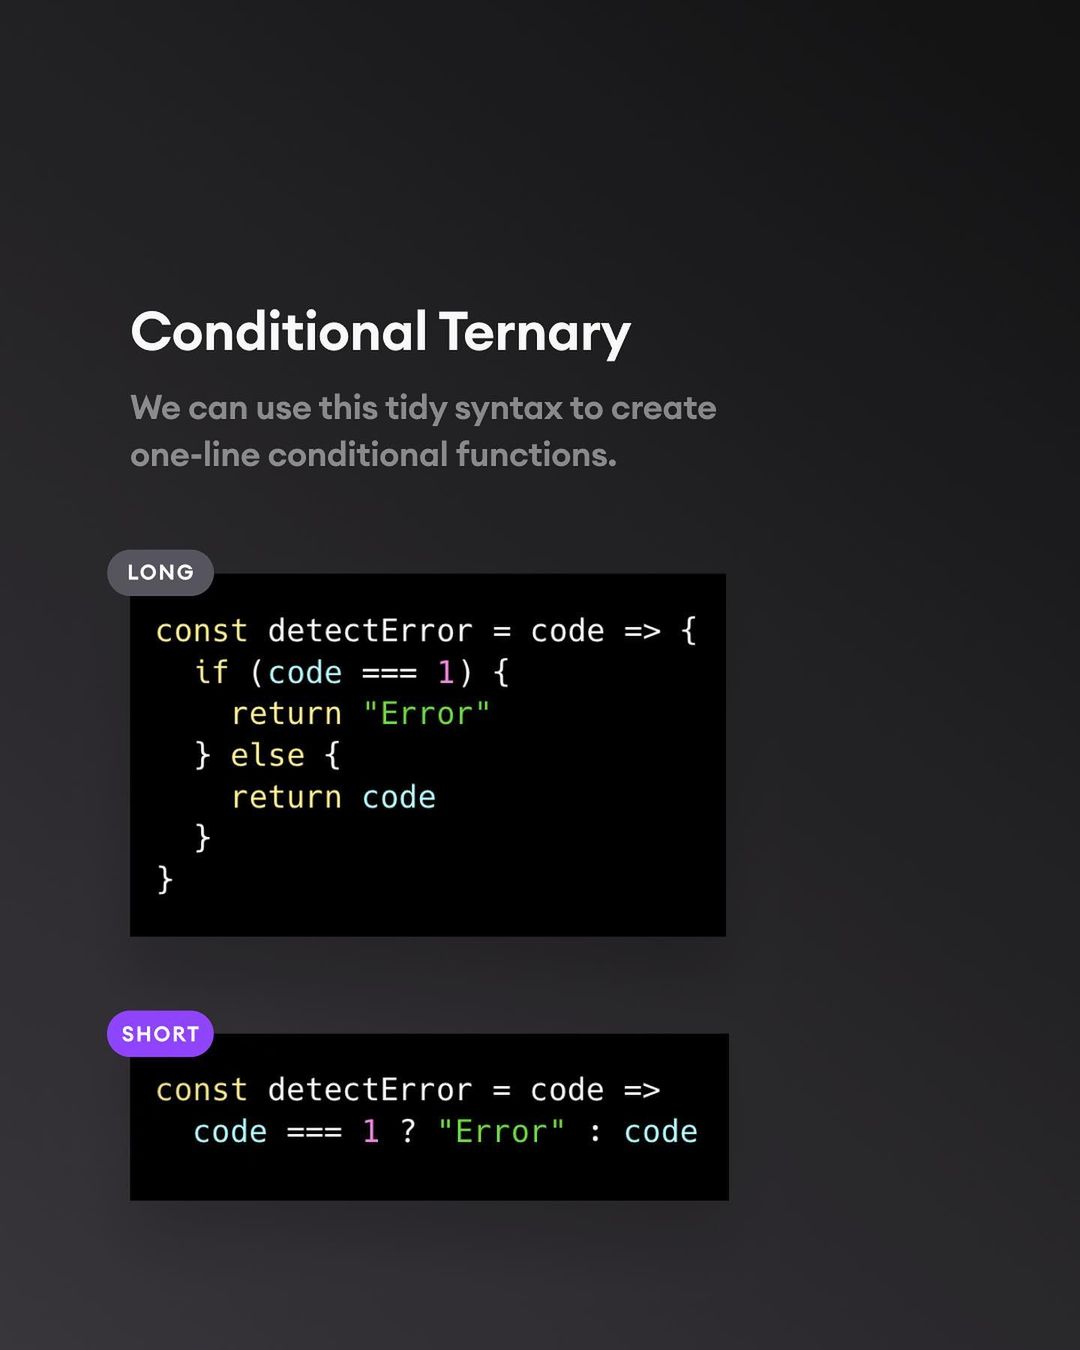 Conditional Ternary
We can use this tidy syntax to create
one-line conditional functions.
LONG
const detectError = code => {
  if (code === 1) {
    return "Error"
  } else {
    return code
  }
}
SHORT
const detectError = code =>
  code === 1 ? "Error" : code